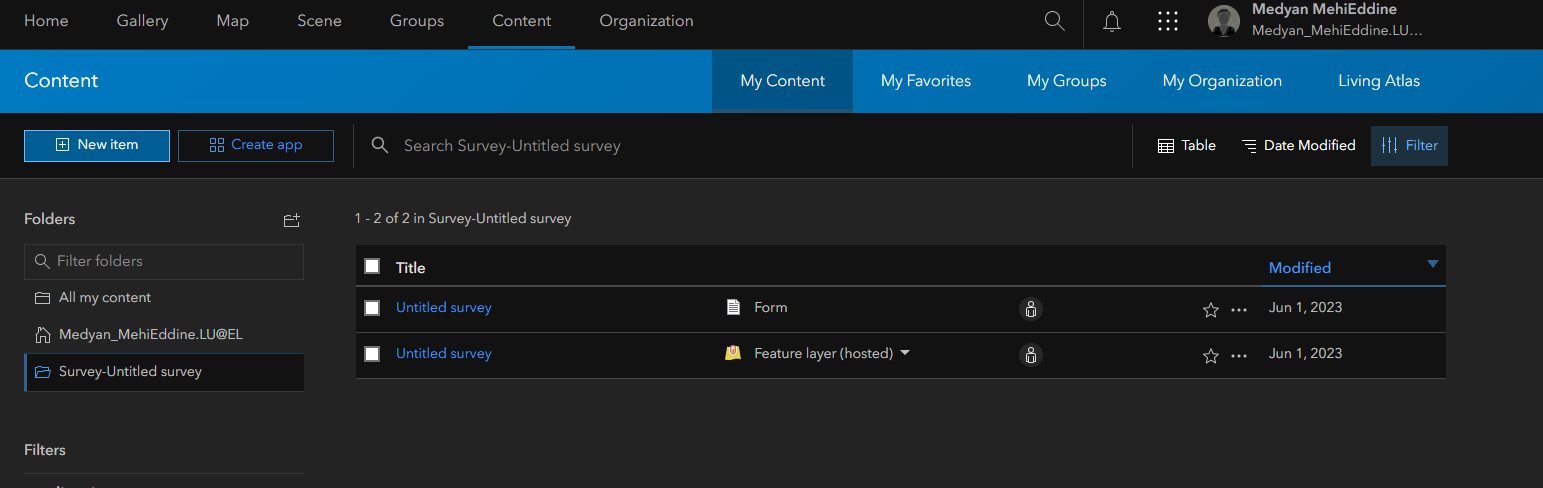 Home Gallery Map Scene Groups Content Organization
Medyan MehiEddine
Medyan_MehiEddine.LU...
Content My Content My Favorites My Groups My Organization Living Atlas
New item Create app Search Survey-Untitled survey Table Date Modified Filter
Folders
1 - 2 of 2 in Survey-Untitled survey
Filter folders
Title Modified
All my content
Untitled survey Form Jun 1, 2023
Medyan_MehiEddine.LU@EL
Untitled survey Feature layer (hosted) Jun 1, 2023
Survey-Untitled survey
Filters